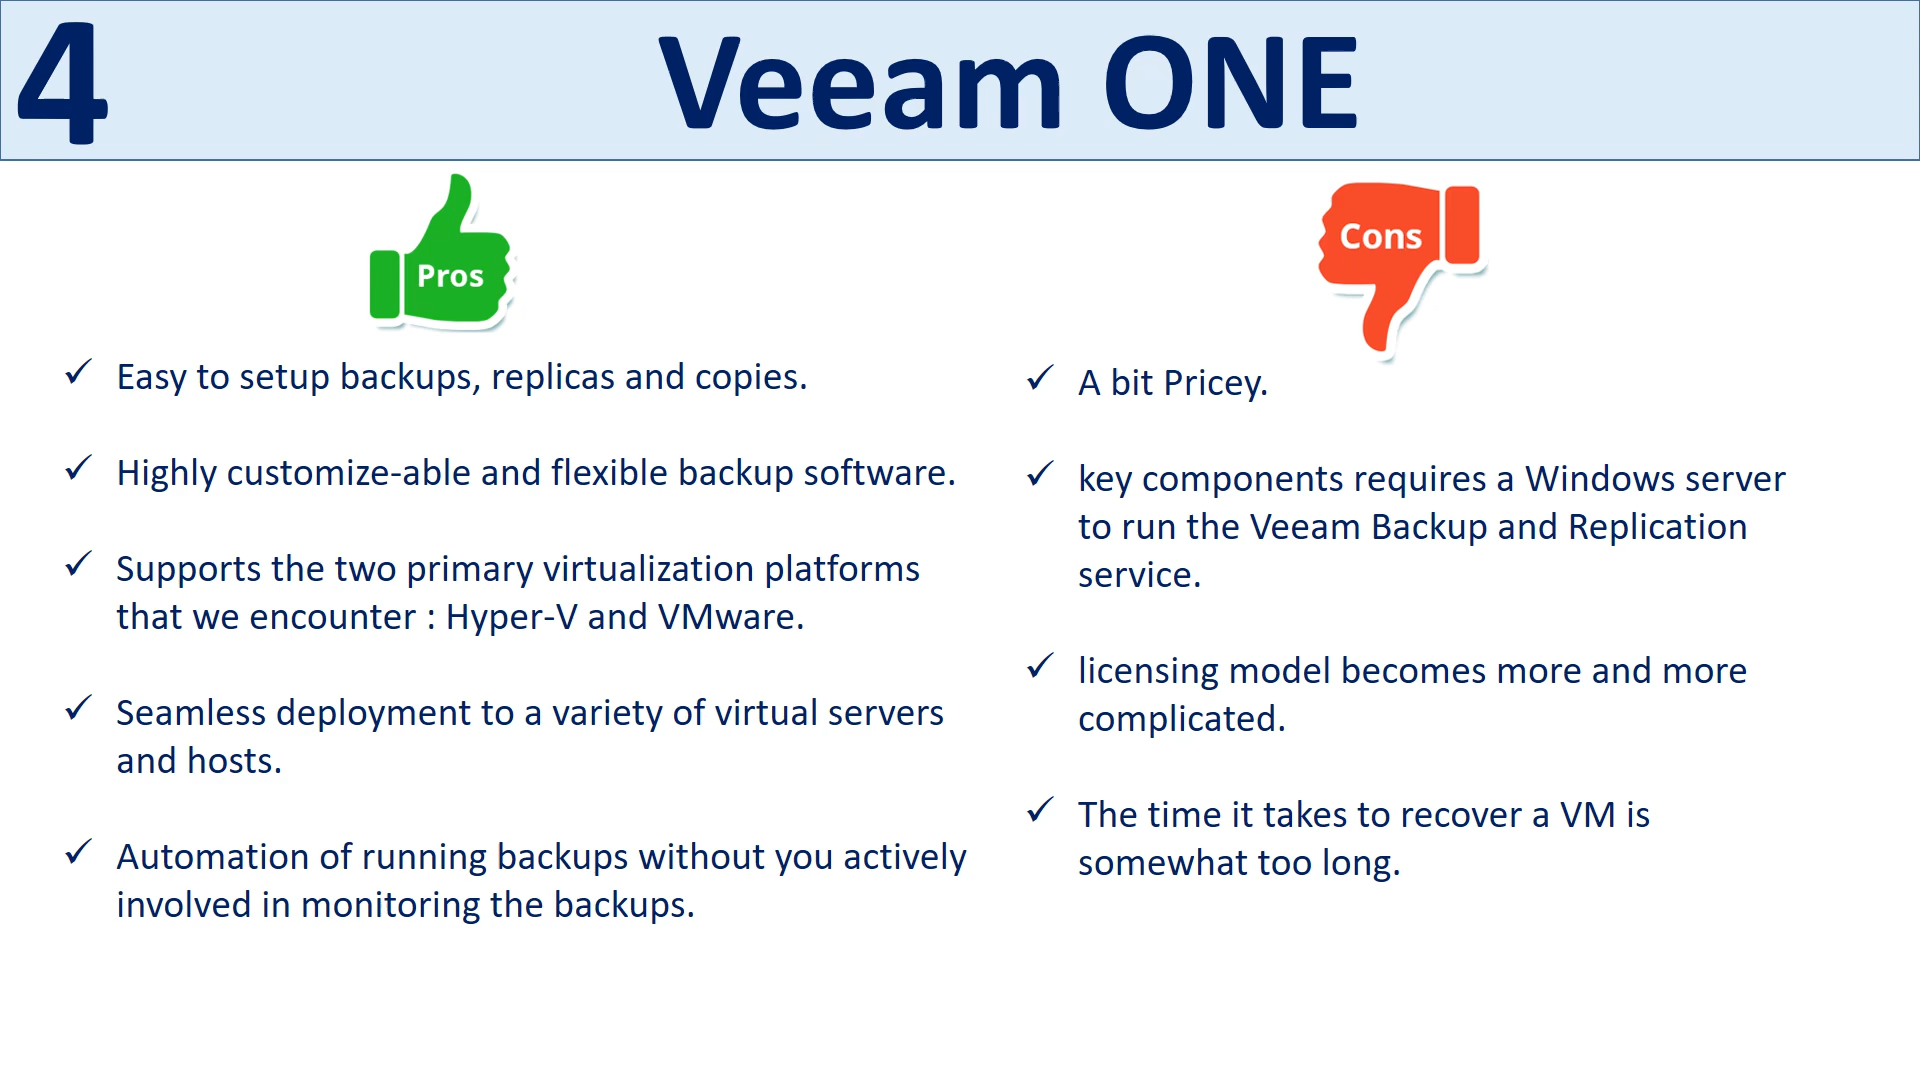 4
Veeam ONE
Pros
Easy to setup backups, replicas and copies.
Highly customize-able and flexible backup software.
Supports the two primary virtualization platforms
that we encounter : Hyper-V and VMware.
Seamless deployment to a variety of virtual servers
and hosts.
Automation of running backups without you actively
involved in monitoring the backups.
Cons
A bit Pricey.
key components requires a Windows server
to run the Veeam Backup and Replication
service.
licensing model becomes more and more
complicated.
The time it takes to recover a VM is
somewhat too long.